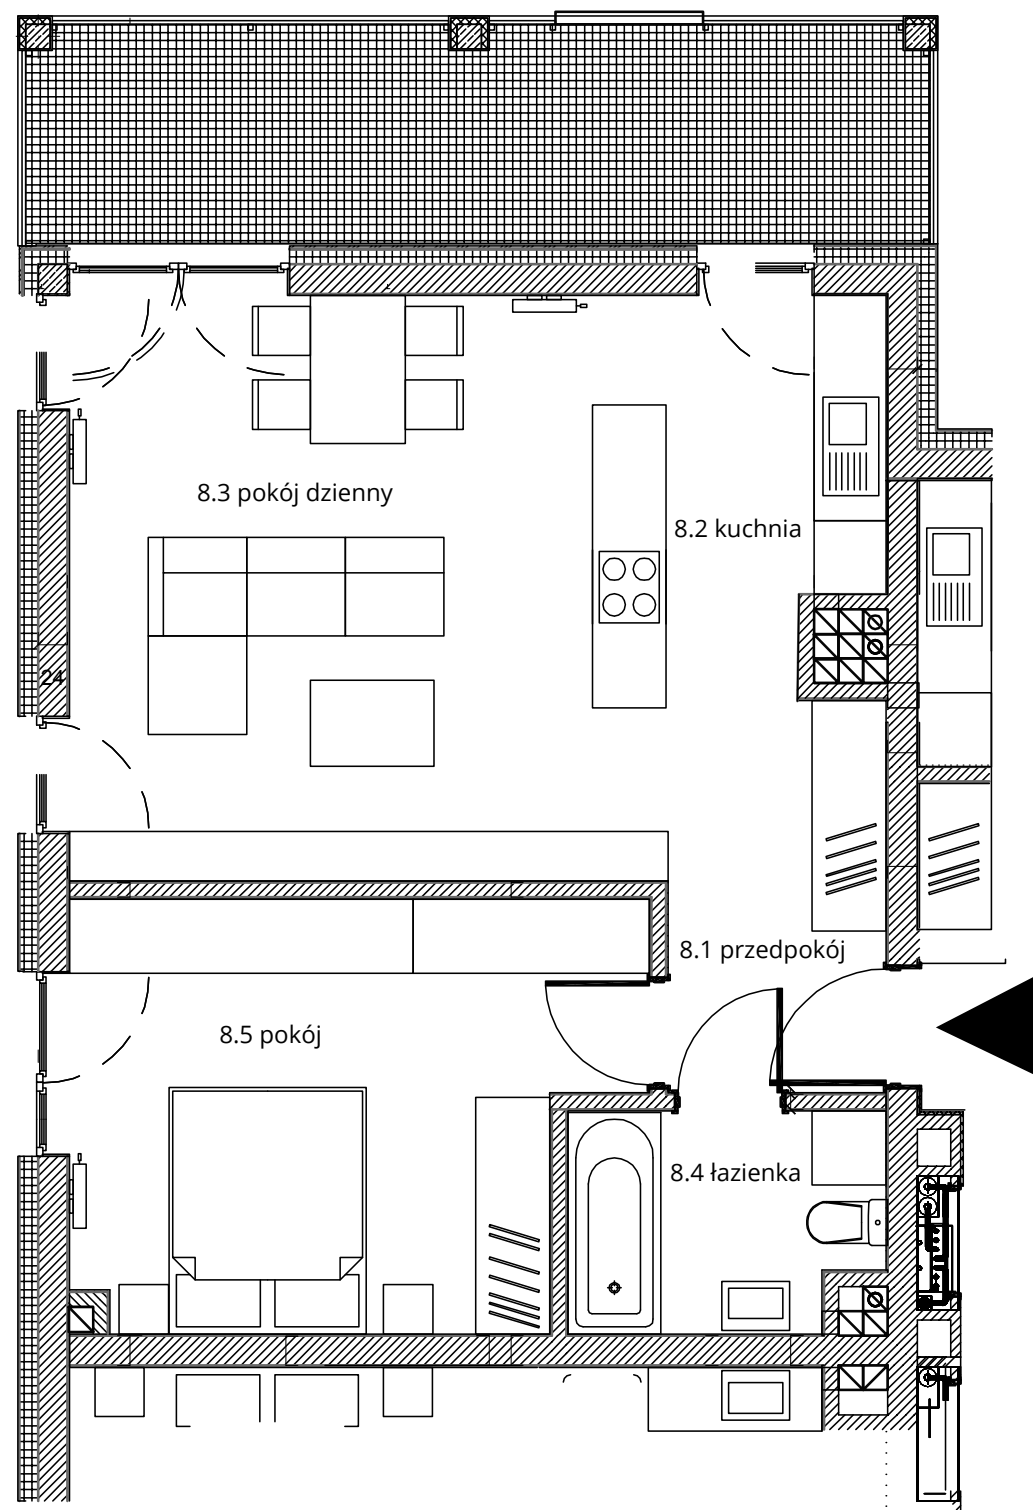 8.3 pokój dzienny
8.2 kuchnia
24
8.1 przedpokój
8.5 pokój
8.4 łazienka